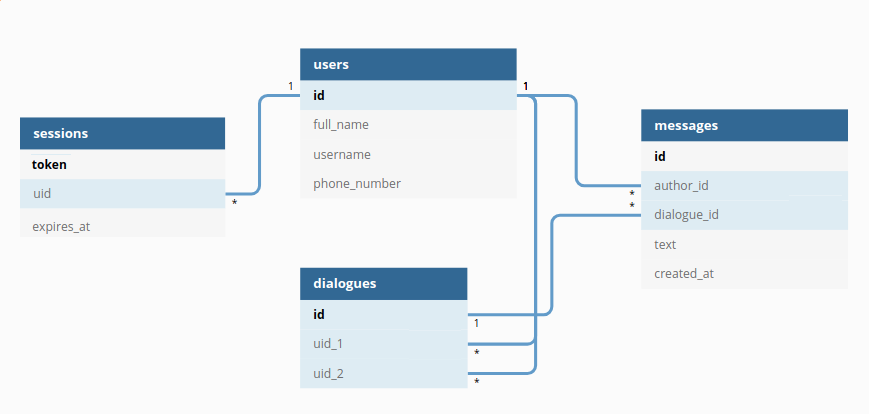 users
1
id
1
full_name
username
phone_number
sessions
token
uid
*
expires_at
messages
id
author_id
*
*
dialogue_id
text
created_at
dialogues
id
1
uid_1
*
uid_2
*